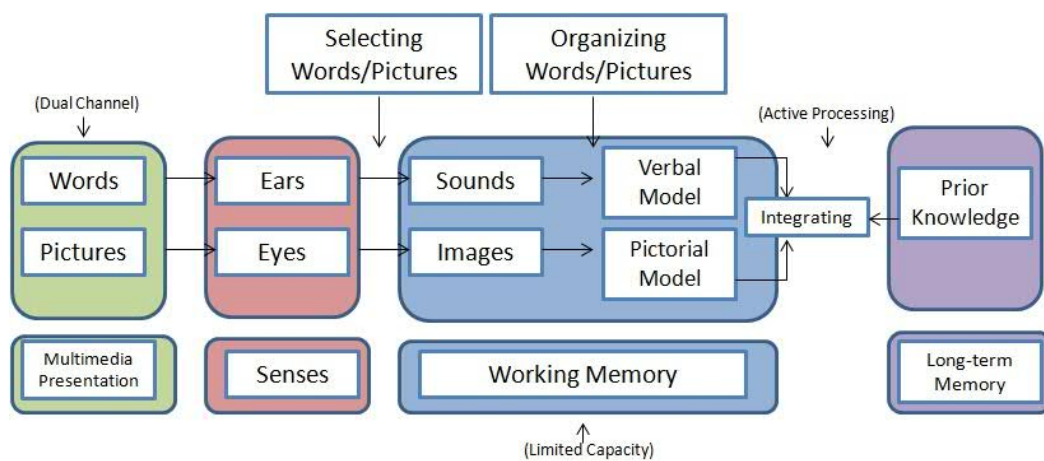 Selecting
Words/Pictures
Organizing
Words/Pictures
(Dual Channel)
(Active Processing)
Words
Ears
Sounds
Verbal
Model
Integrating
Prior
Knowledge
Pictures
Eyes
Images
Pictorial
Model
Multimedia
Presentation
Senses
Working Memory
Long-term
Memory
(Limited Capacity)